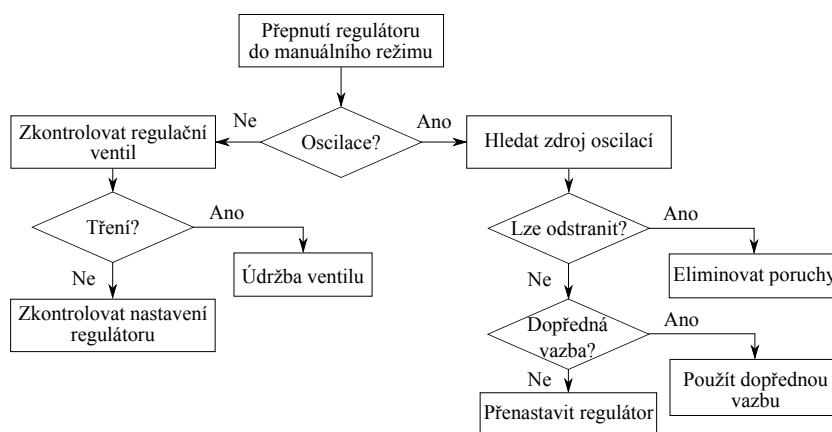 Přepnutí regulátoru
do manuálního režimu
Ne
Ano
Zkontrolovat regulační
ventil
Oscilace?
Hledat zdroj oscilací
Tření?
Ano
Lze odstranit?
Ano
Ne
Údržba ventilu
Ne
Eliminovat poruchy
Zkontrolovat nastavení
regulátoru
Dopředná
vazba?
Ano
Ne
Použít dopřednou
vazbu
Přenastavit regulátor